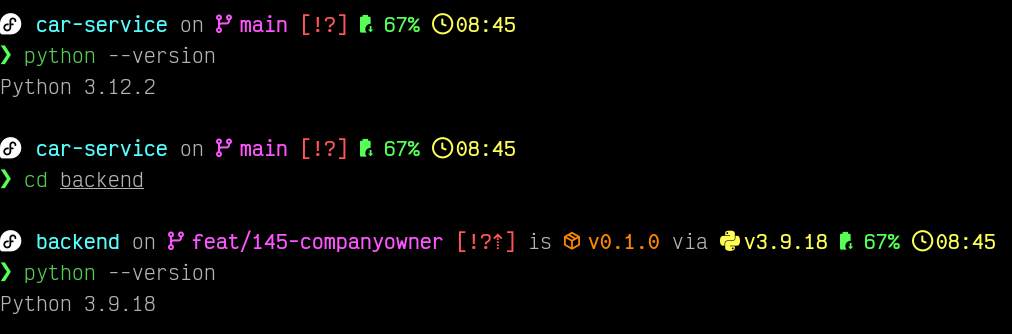 car-service on main [!?] 67% 08:45
❯ python --version
Python 3.12.2
car-service on main [!?] 67% 08:45
❯ cd backend
backend on feat/145-companyowner [!?⇡] is v0.1.0 via v3.9.18 67% 08:45
❯ python --version
Python 3.9.18